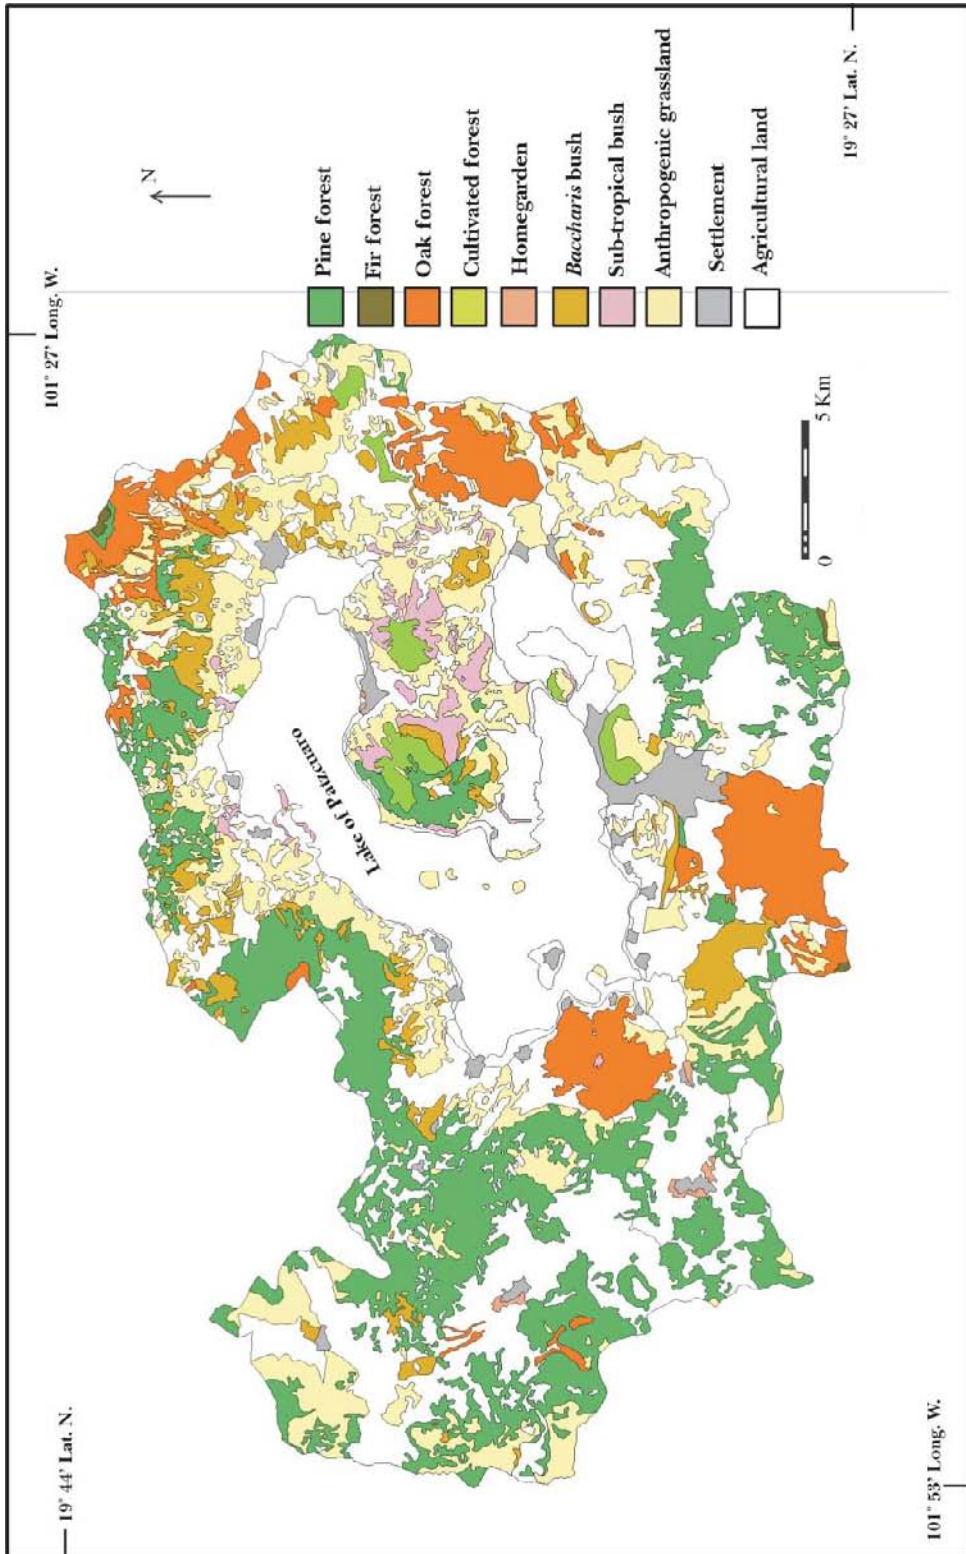 19° 44' Lat. N.
101° 27' Long. W.
N
Lake of Patzcuaro
Pine forest
Fir forest
Oak forest
Cultivated forest
Homegarden
Baccharis bush
Sub-tropical bush
Anthropogenic grassland
Settlement
Agricultural land
0
5 Km
101° 53' Long. W.
19° 27' Lat. N.